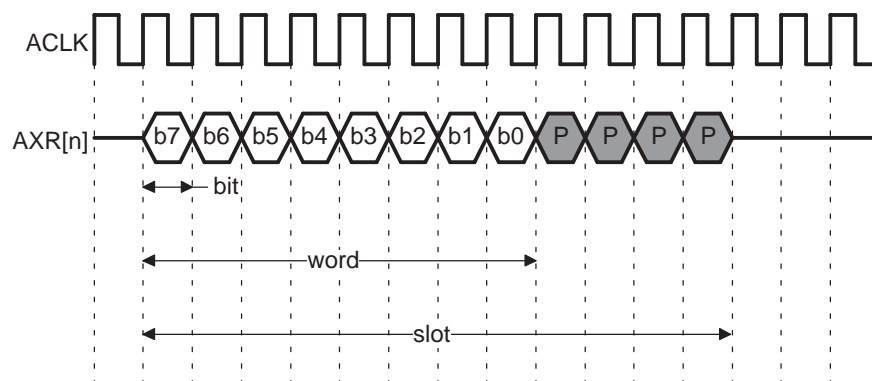 ACLK
AXR[n] b7 b6 b5 b4 b3 b2 b1 b0 P P P P
bit
word
slot